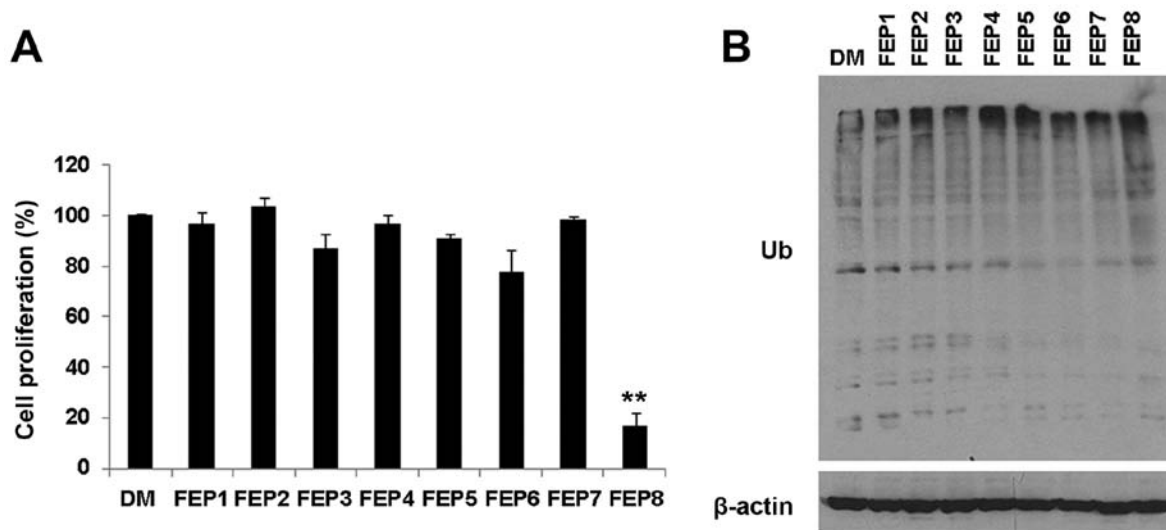 A
Cell proliferation (%)
120
100
80
60
40
20
0
DM FEP1 FEP2 FEP3 FEP4 FEP5 FEP6 FEP7 FEP8
**
B
DM FEP1 FEP2 FEP3 FEP4 FEP5 FEP6 FEP7 FEP8
Ub
β-actin